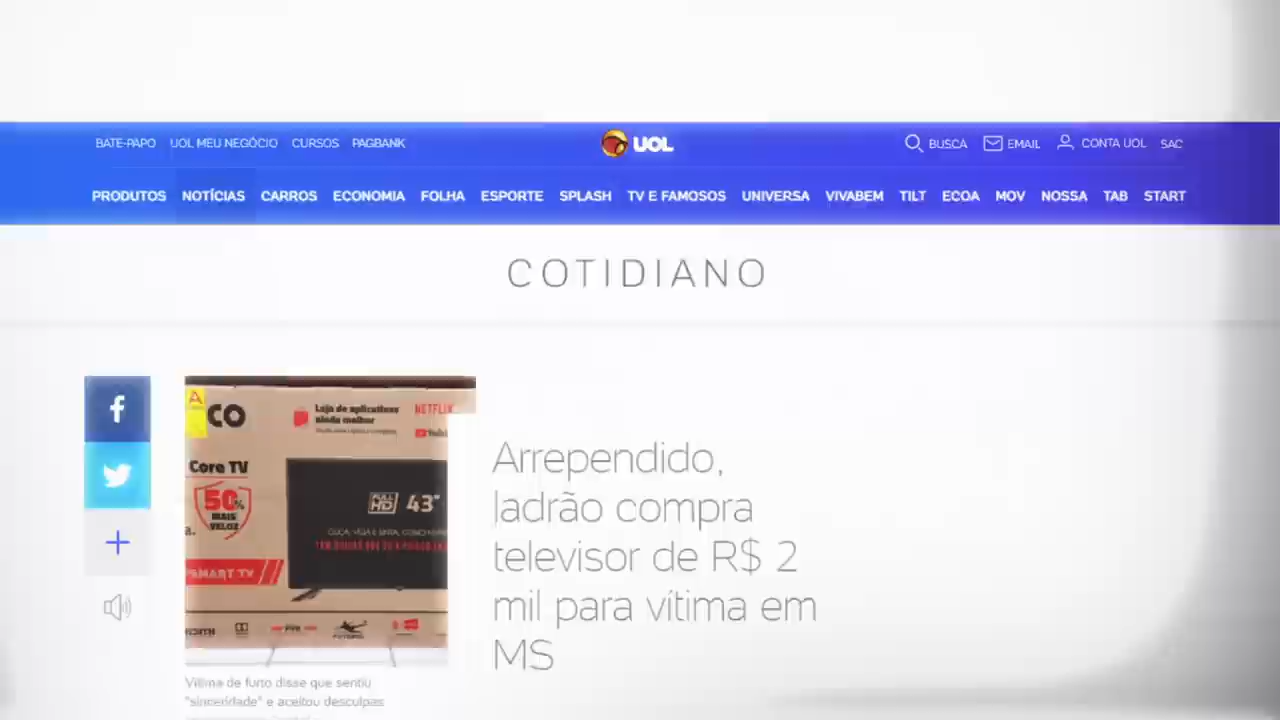 BATE-PAPO UOL MEU NEGÓCIO CURSOS PAGBANK UOL BUSCA EMAIL CONTA UOL SAC
PRODUTOS NOTÍCIAS CARROS ECONOMIA FOLHA ESPORTE SPLASH TV E FAMOSOS UNIVERSA VIVABEM TILT ECOA MOV NOSSA TAB START
COTIDIANO
A
CO
Loja de aplicativos
ainda melhor
NETFLIX
Core TV
50%
MAIS
VELOZ
FULL HD 43"
SMART TV
Arrependido,
ladrão compra
televisor de R$ 2
mil para vítima em
MS
Vítima de furto disse que sentiu
"sinceridade" e aceitou desculpas